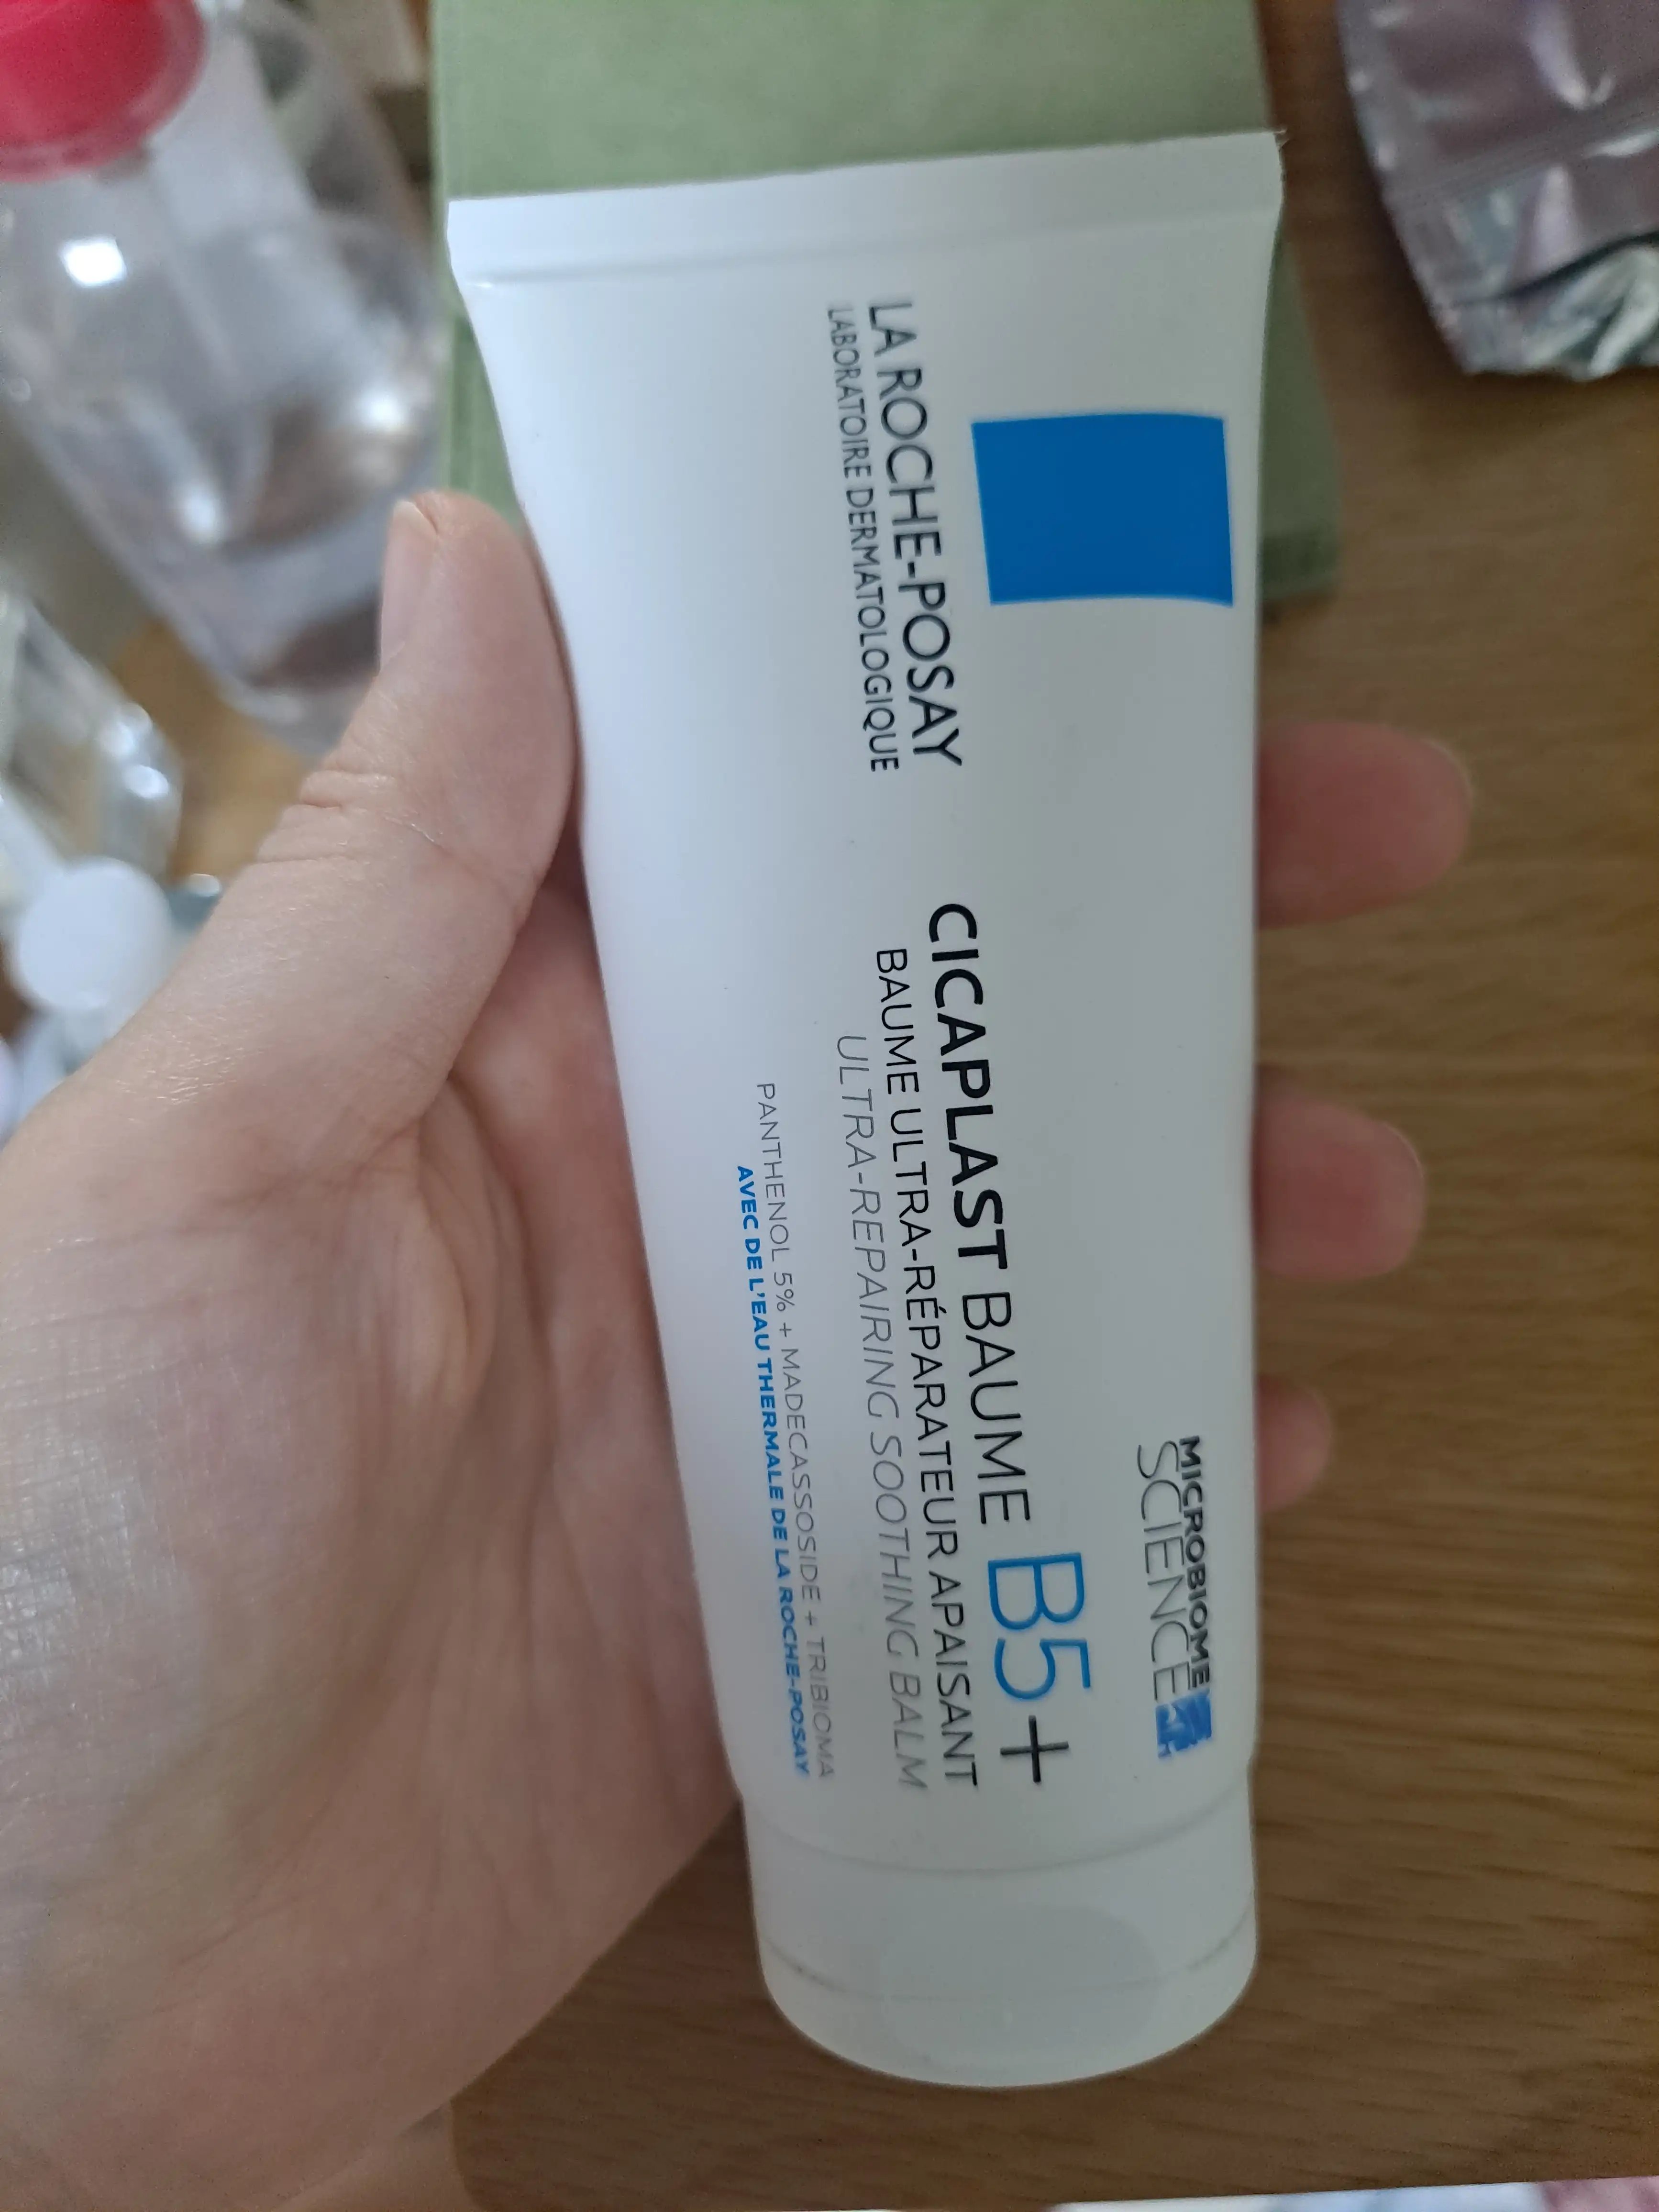 LA ROCHE-POSAY
LABORATOIRE DERMATOLOGIQUE
MICROBIOME
SCIENCE
CICAPLAST BAUME B5+
BAUME ULTRA-RÉPARATEUR APAISANT
ULTRA-REPAIRING SOOTHING BALM
PANTHENOL 5% + MADECASSOSIDE + TRIBIOMA
AVEC DE L'EAU THERMALE DE LA ROCHE-POSAY